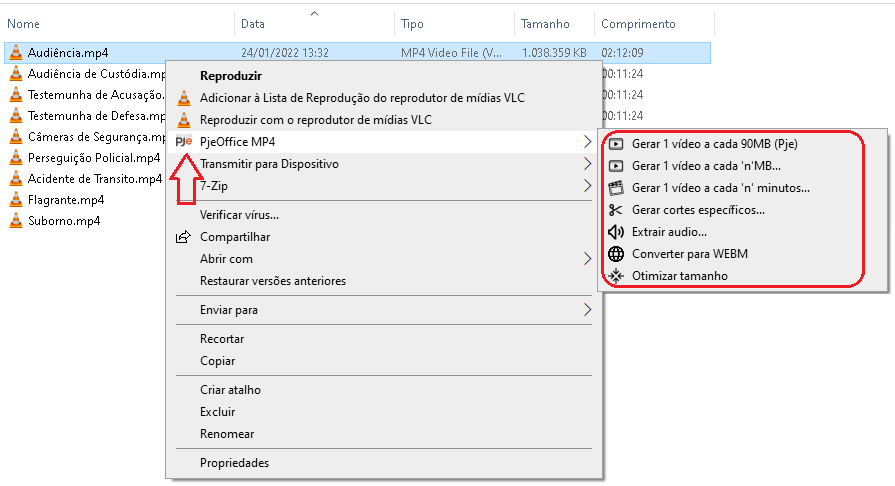 Nome Data Tipo Tamanho Comprimento
Audiência.mp4 24/01/2022 13:32 MP4 Video File (V... 1.038.359 KB 02:12:09
Audiência de Custódia.mp 00:11:24
Testemunha de Acusação. 00:11:24
Testemunha de Defesa.mp 00:11:24
Câmeras de Segurança.mp4
Perseguição Policial.mp4
Acidente de Transito.mp4
Flagrante.mp4
Suborno.mp4
Reproduzir
Adicionar à Lista de Reprodução do reprodutor de mídias VLC
Reproduzir com o reprodutor de mídias VLC
PJe PjeOffice MP4
Transmitir para Dispositivo
7-Zip
Verificar vírus...
Compartilhar
Abrir com
Restaurar versões anteriores
Enviar para
Recortar
Copiar
Criar atalho
Excluir
Renomear
Propriedades
Gerar 1 vídeo a cada 90MB (Pje)
Gerar 1 vídeo a cada 'n'MB...
Gerar 1 vídeo a cada 'n' minutos...
Gerar cortes específicos...
Extrair audio...
Converter para WEBM
Otimizar tamanho